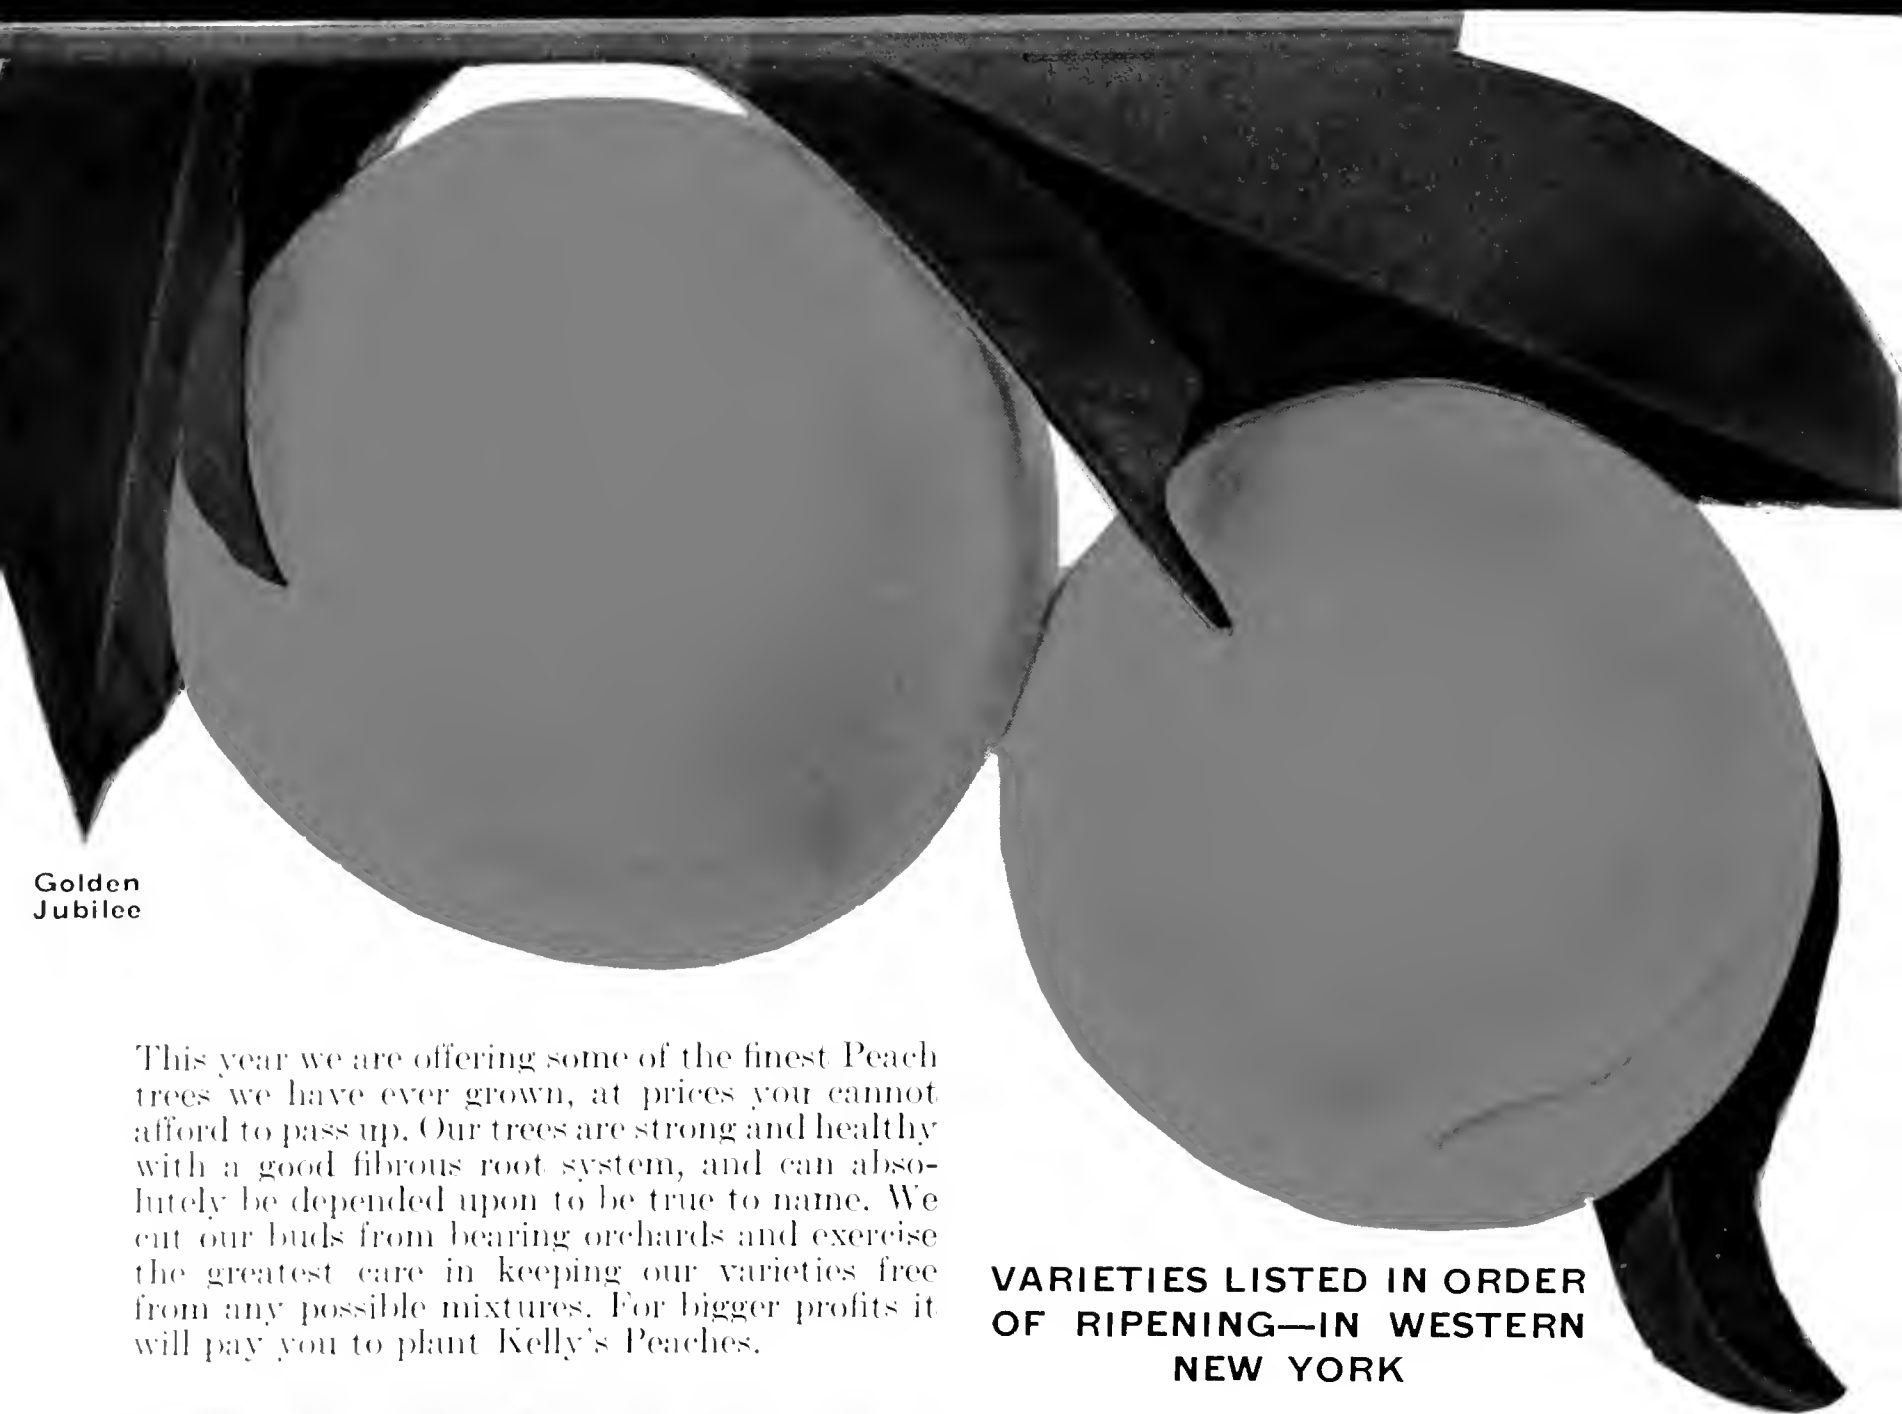 Golden
Jubilee
This year we are offering some of the finest Peach
trees we have ever grown, at prices you cannot
afford to pass up. Our trees are strong and healthy
with a good fibrous root system, and can abso-
lutely be depended upon to be true to name. We
cut our buds from bearing orchards and exercise
the greatest care in keeping our varieties free
from any possible mixtures. For bigger profits it
will pay you to plant Kelly's Peaches.
VARIETIES LISTED IN ORDER
OF RIPENING—IN WESTERN
NEW YORK